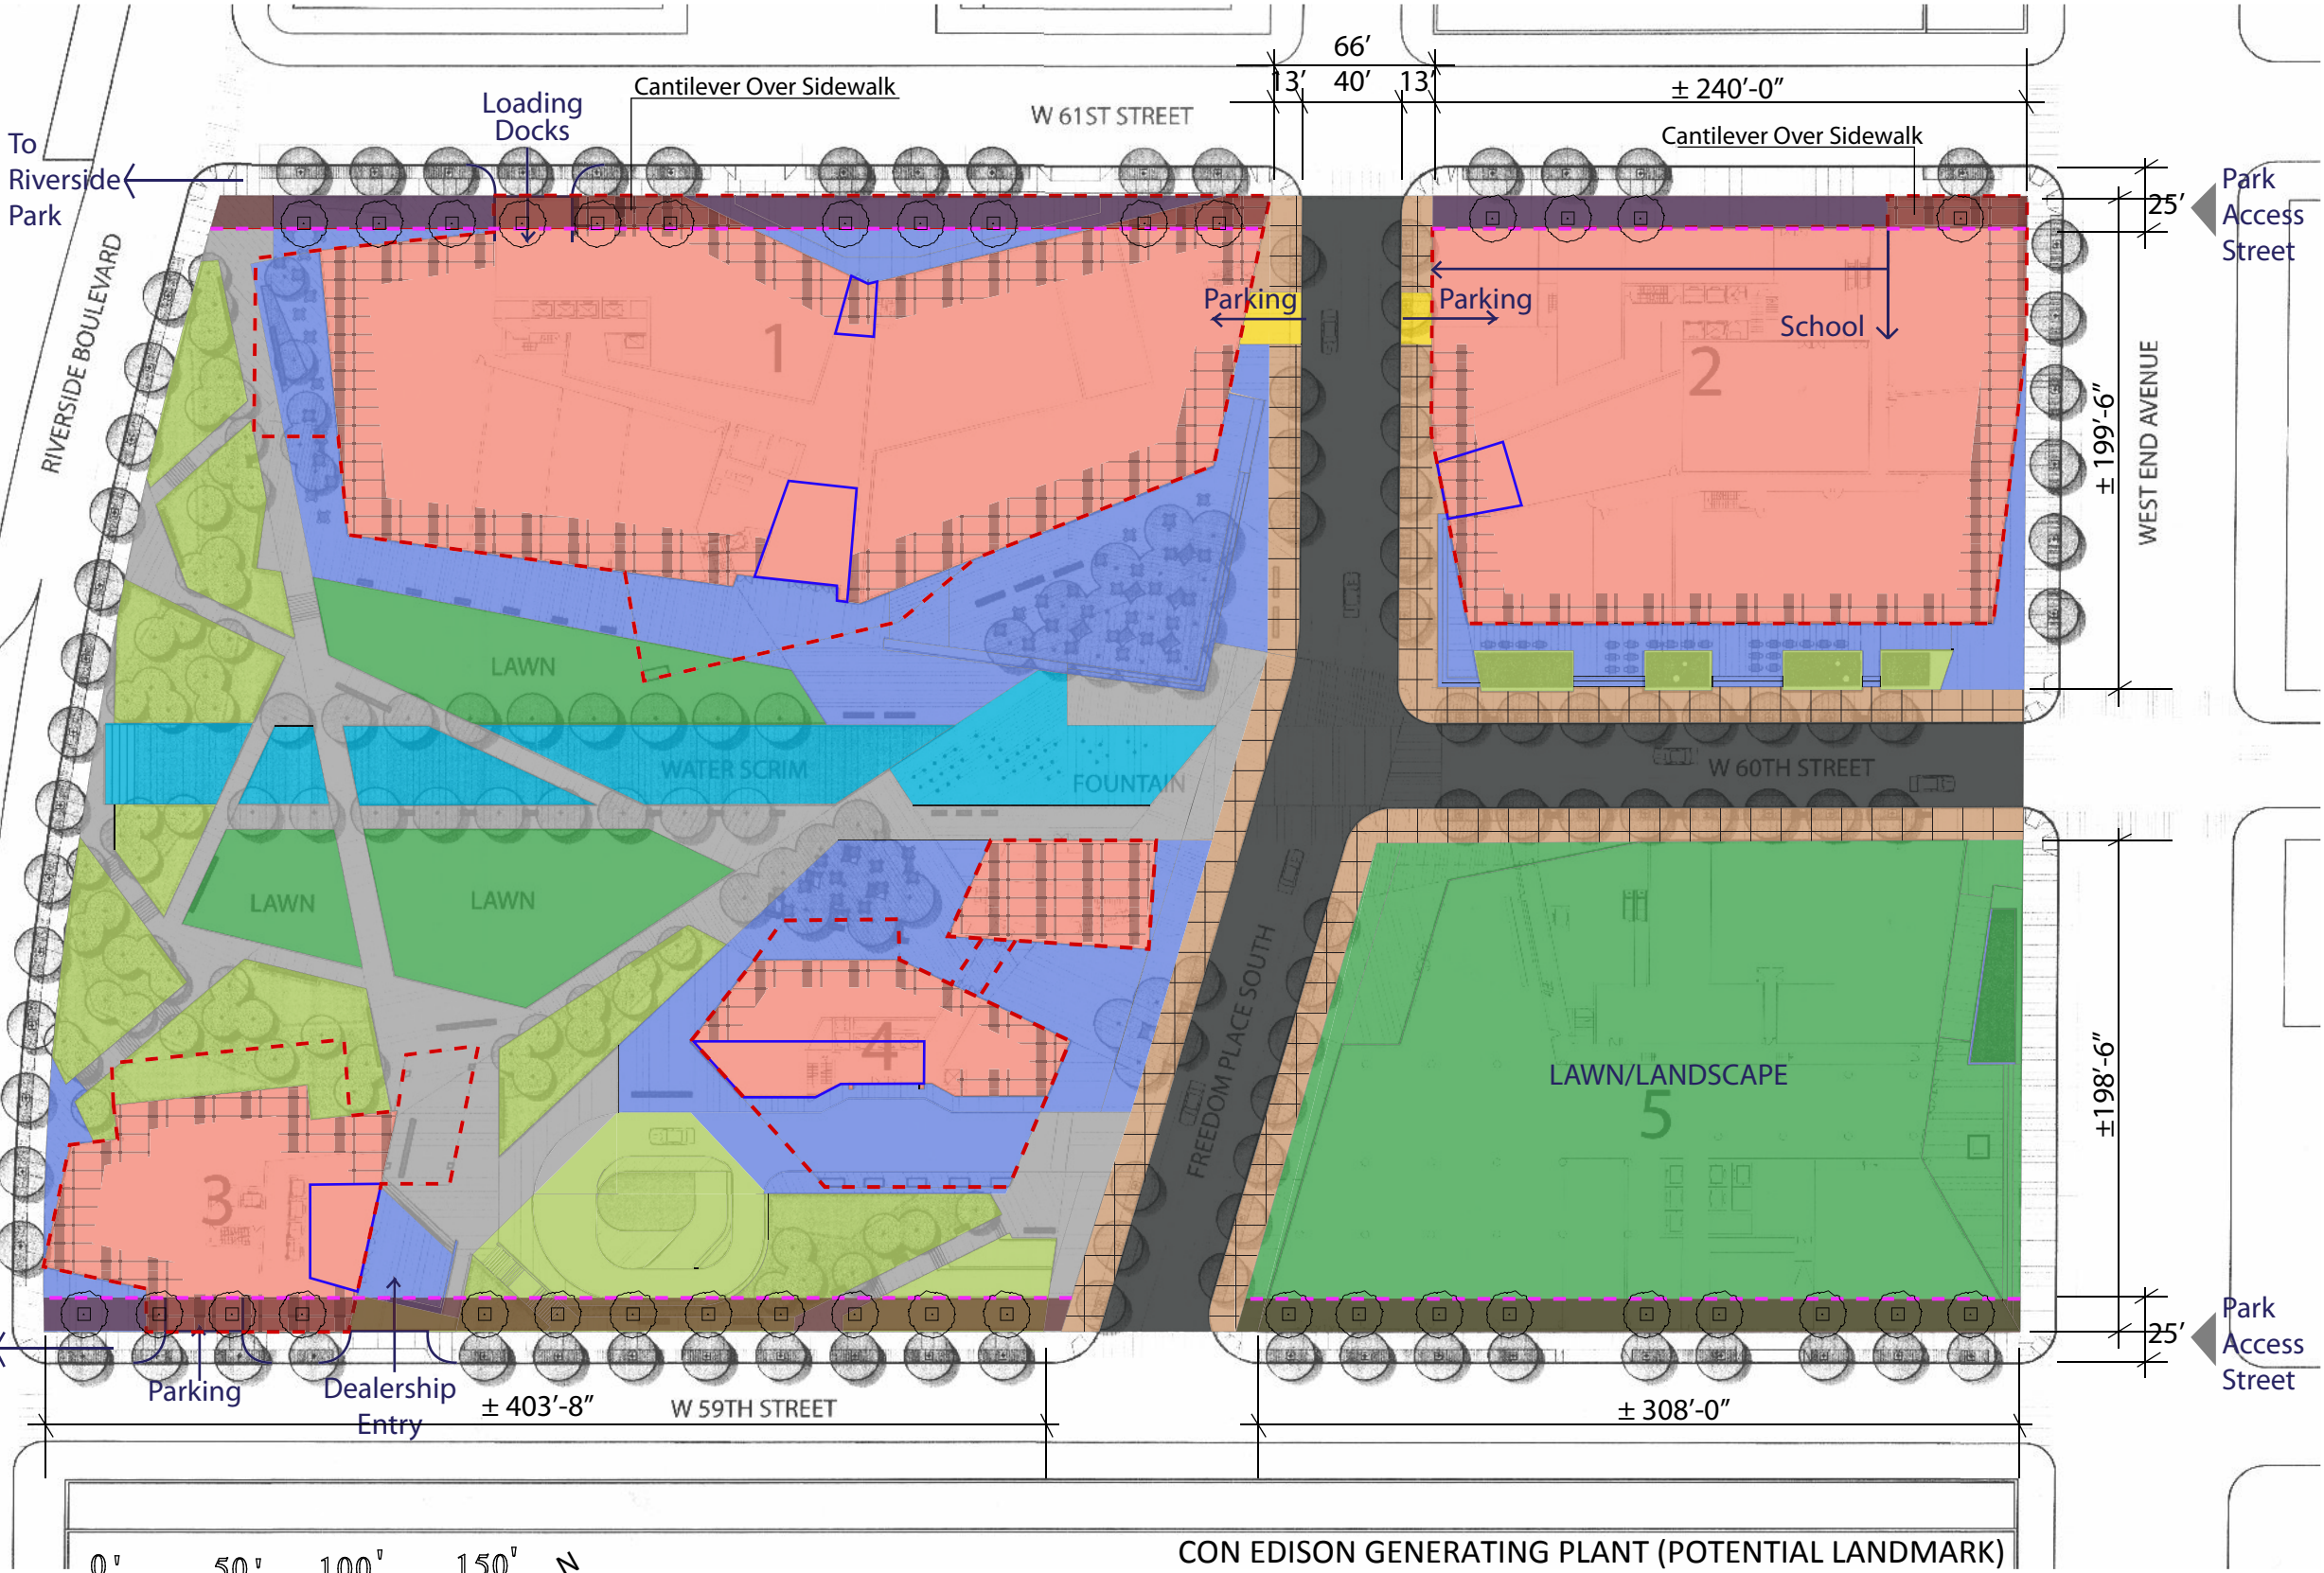 66’
13’ 40’ 13’
± 240’-0”
Cantilever Over Sidewalk
Loading
Docks
W 61ST STREET
Cantilever Over Sidewalk
To
Riverside
Park
Park
Access
Street
25’
RIVERSIDE BOULEVARD
Parking
Parking
School
1
2
± 199’-6”
WEST END AVENUE
LAWN
WATER SCRIM
FOUNTAIN
W 60TH STREET
LAWN
LAWN
FREEDOM PLACE SOUTH
4
LAWN/LANDSCAPE
5
±198’-6”
3
25’
Park
Access
Street
Parking
Dealership
Entry
± 403’-8”
W 59TH STREET
± 308’-0”
CON EDISON GENERATING PLANT (POTENTIAL LANDMARK)
0' 50' 100' 150' N